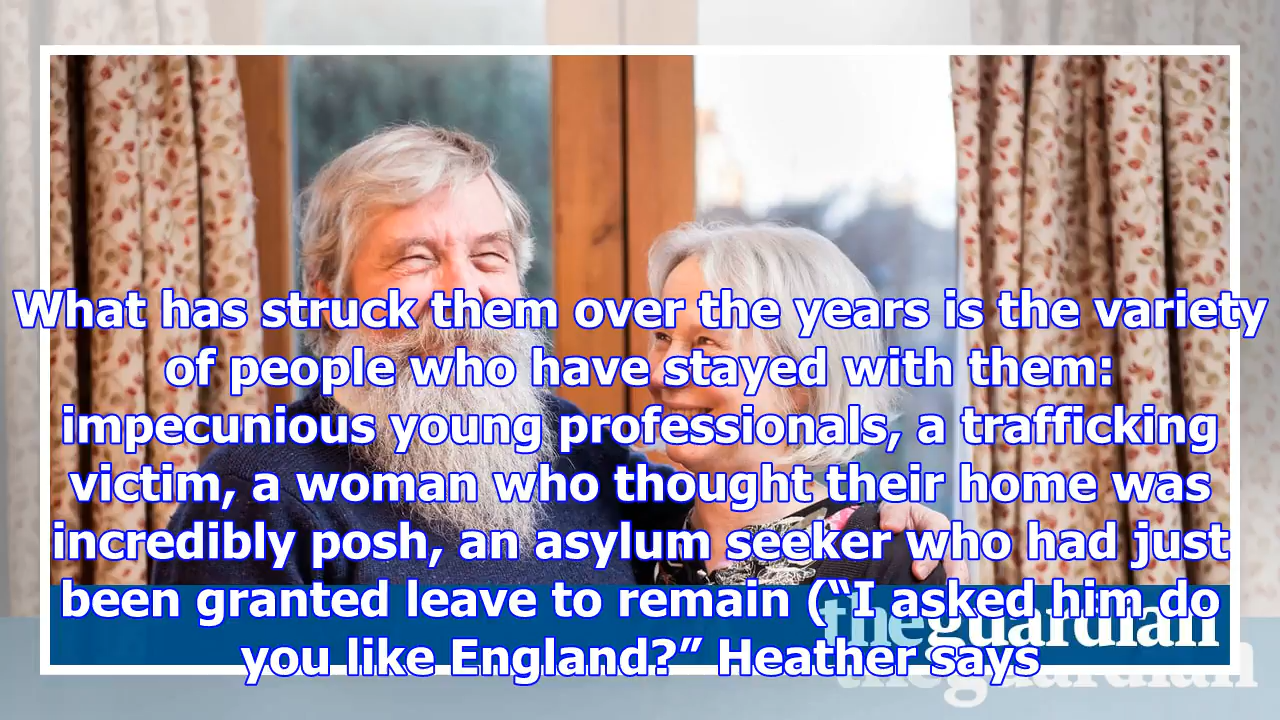 What has struck them over the years is the variety
of people who have stayed with them:
impecunious young professionals, a trafficking
victim, a woman who thought their home was
incredibly posh, an asylum seeker who had just
been granted leave to remain (“I asked him do
you like England?” Heather says
theguardian
theguardian